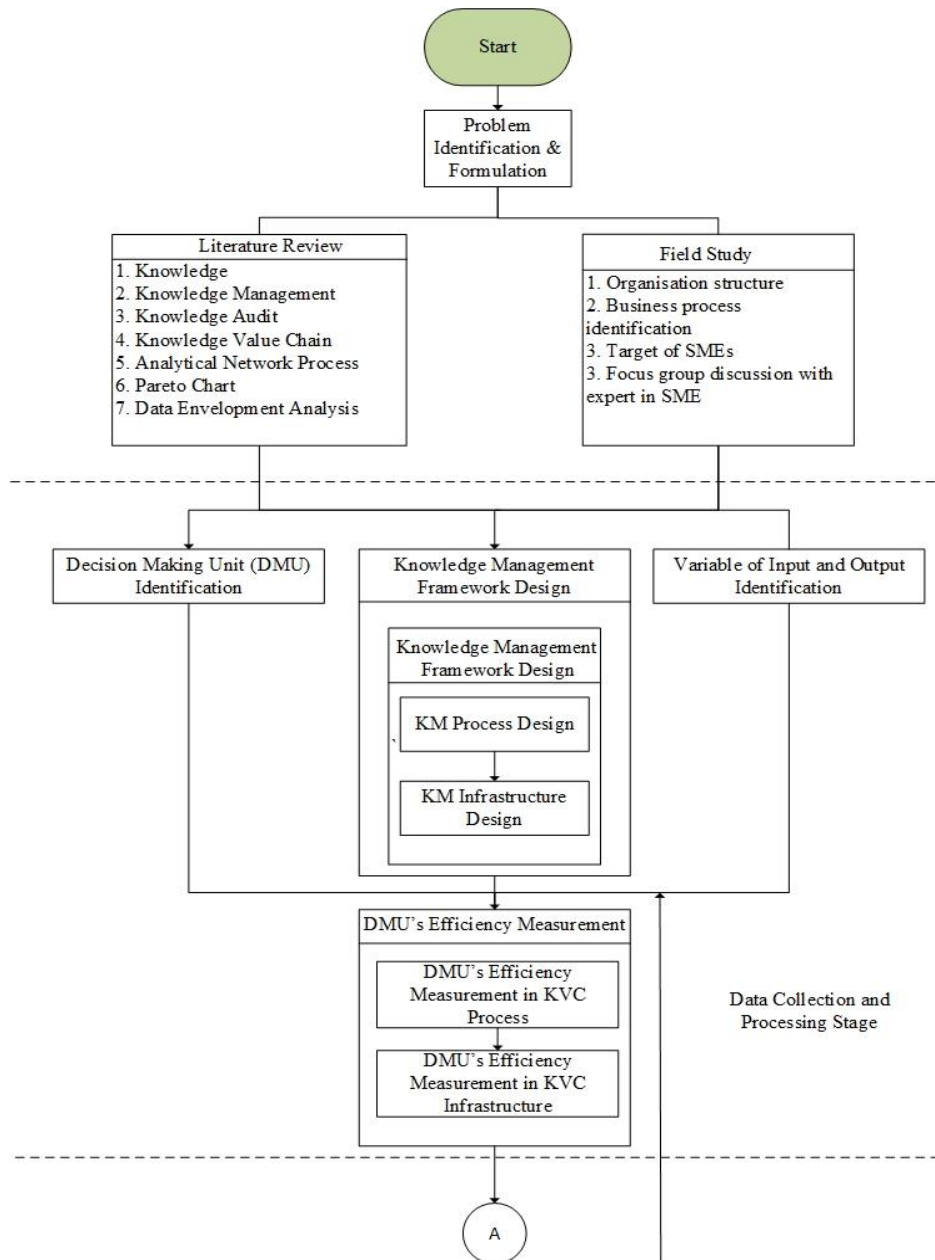 Start
Problem
Identification &
Formulation
Literature Review
1. Knowledge
2. Knowledge Management
3. Knowledge Audit
4. Knowledge Value Chain
5. Analytical Network Process
6. Pareto Chart
7. Data Envelopment Analysis
Field Study
1. Organisation structure
2. Business process
identification
3. Target of SMEs
3. Focus group discussion with
expert in SME
Decision Making Unit (DMU)
Identification
Knowledge Management
Framework Design
Knowledge Management
Framework Design
KM Process Design
KM Infrastructure
Design
Variable of Input and Output
Identification
DMU's Efficiency Measurement
DMU's Efficiency
Measurement in KVC
Process
DMU's Efficiency
Measurement in KVC
Infrastructure
Data Collection and
Processing Stage
A